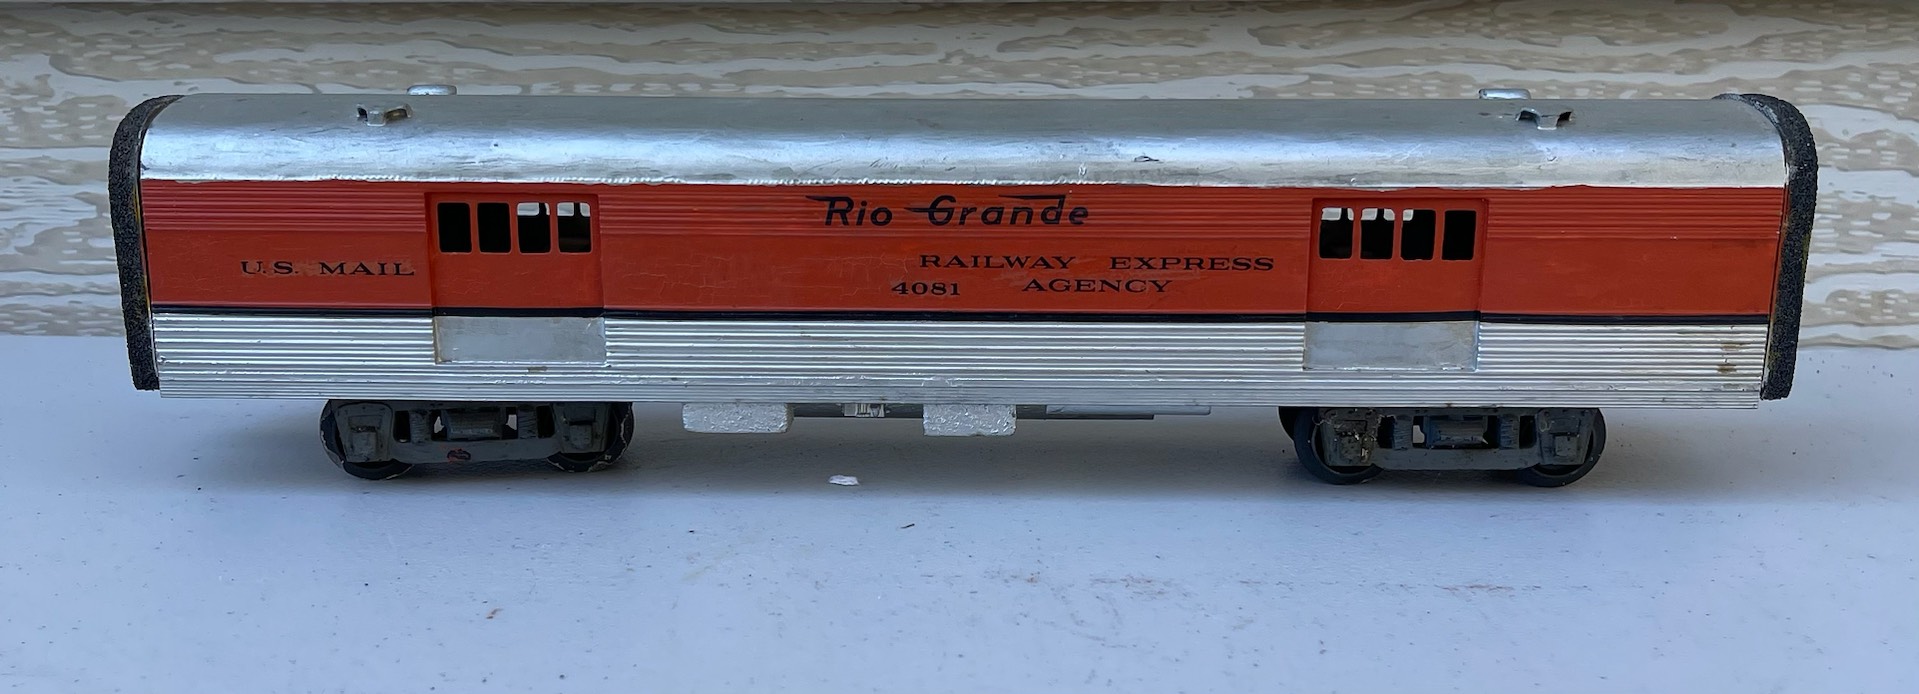 Rio Grande
U.S. MAIL
RAILWAY EXPRESS
4081 AGENCY